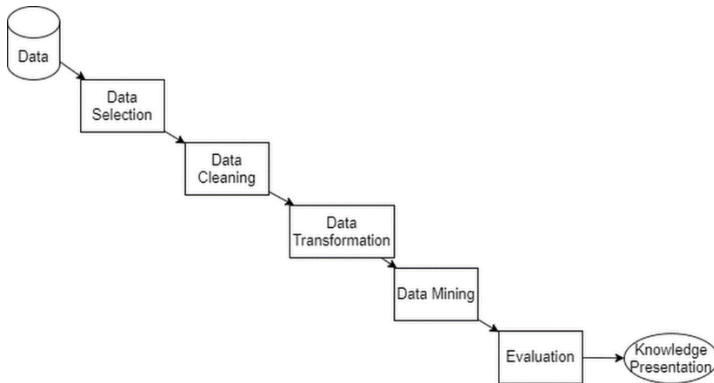 Data
Data
Selection
Data
Cleaning
Data
Transformation
Data Mining
Evaluation
Knowledge
Presentation